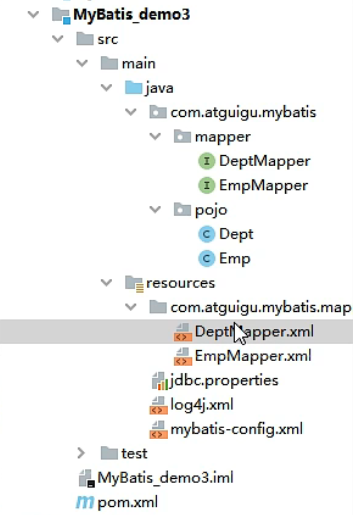 MyBatis_demo3
src
main
java
com.atguigu.mybatis
mapper
DeptMapper
EmpMapper
pojo
Dept
Emp
resources
com.atguigu.mybatis.map
DeptMapper.xml
EmpMapper.xml
jdbc.properties
log4j.xml
mybatis-config.xml
test
MyBatis_demo3.iml
pom.xml